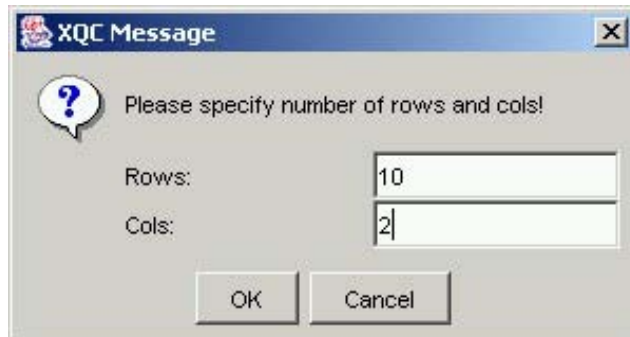 XQC Message
Please specify number of rows and cols!
Rows: 10
Cols: 2
OK Cancel